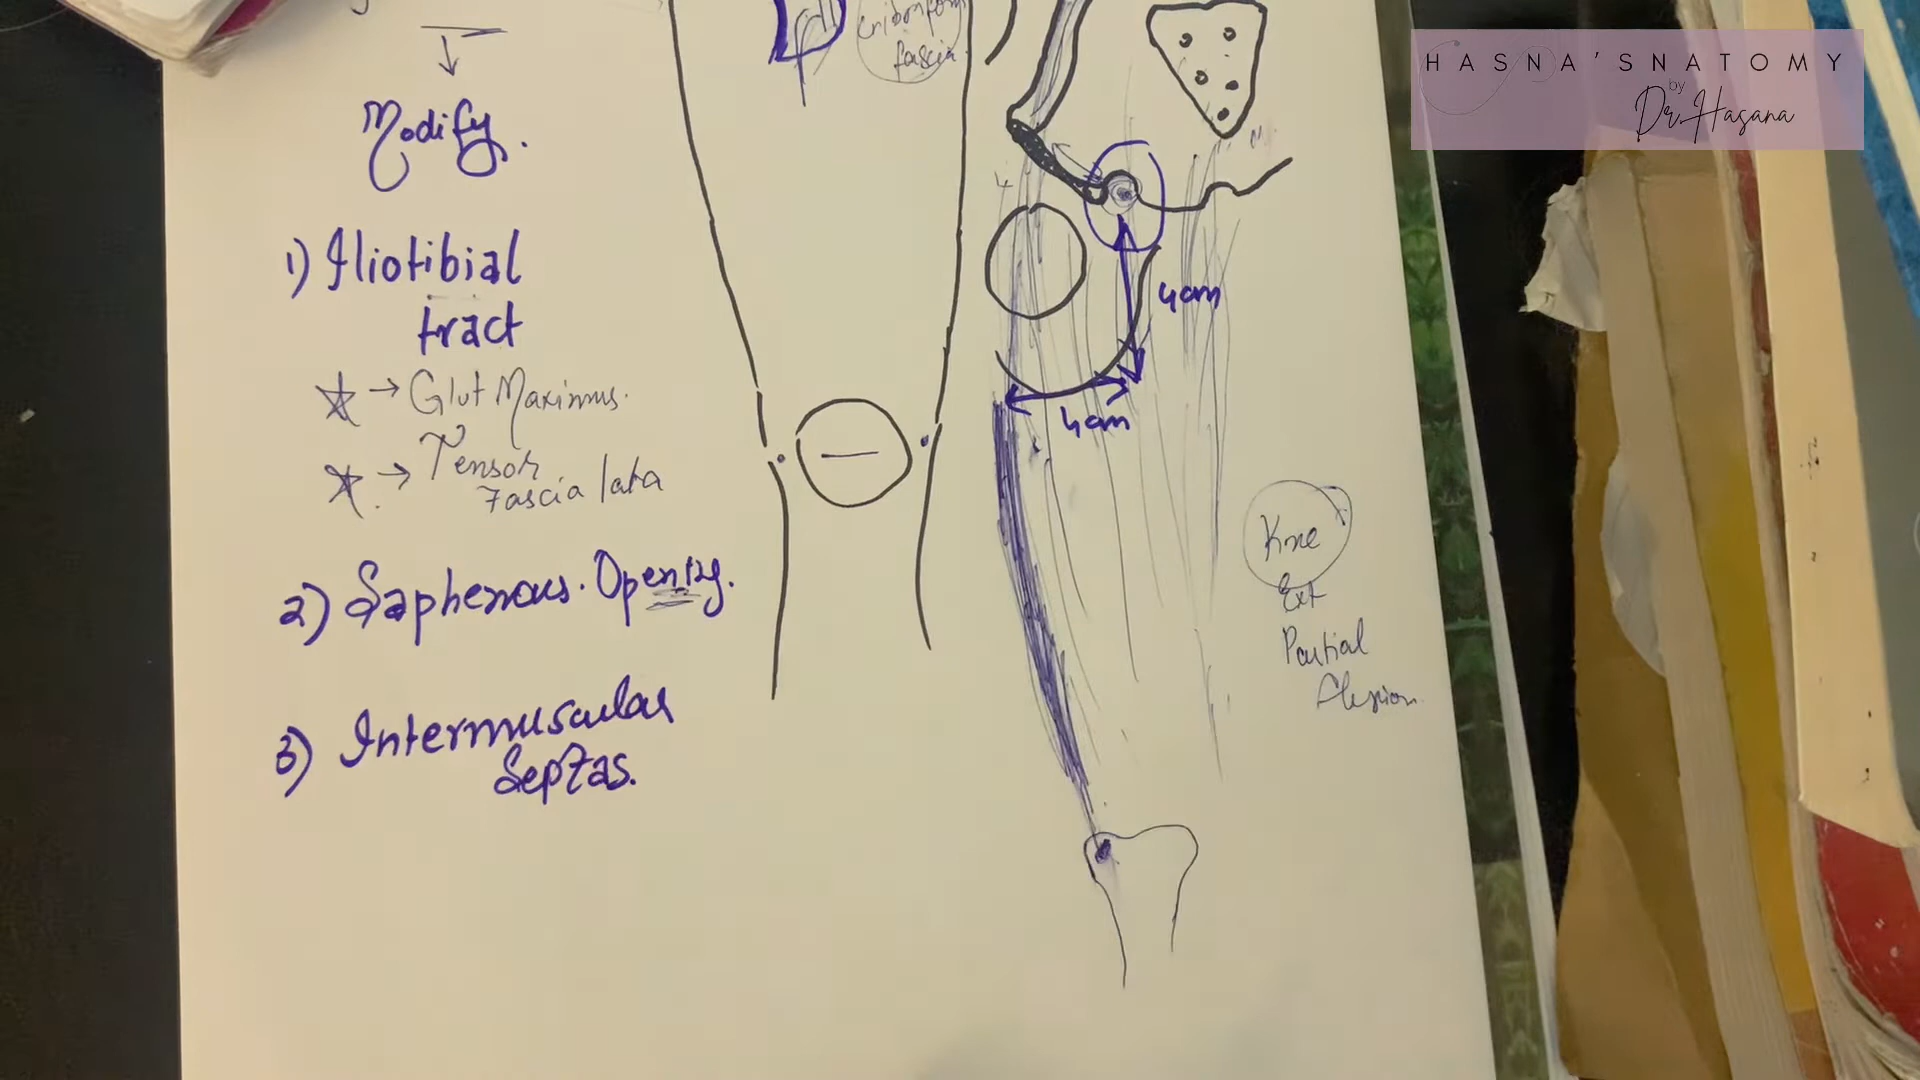 Modify.
1) Iliotibial
tract
→ Glut Maximus.
→ Tensor
Fascia lata
2) Saphenous. Opening.
3) Intermuscular
Septas.
Cribriform
fascia
4cm
4cm
Knee
Ext
Partial
flexion
HASNA'SNATOMY
by
Dr. Hasana